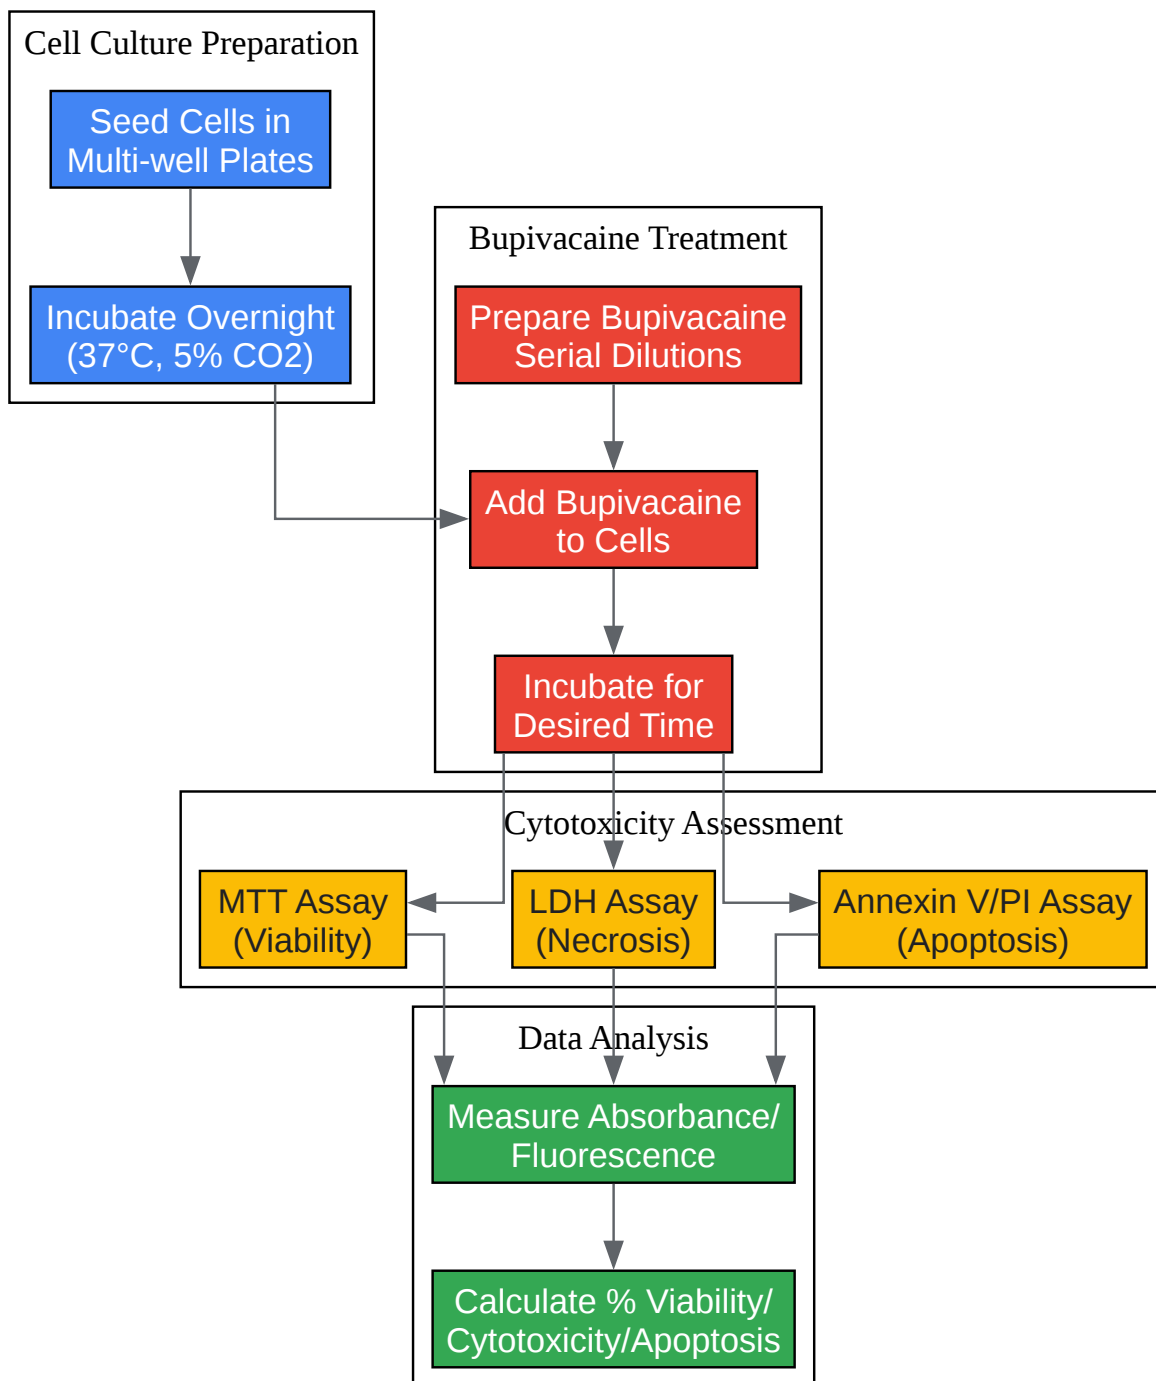 Cell Culture Preparation
Seed Cells in
Multi-well Plates
Incubate Overnight
(37°C, 5% CO2)
Bupivacaine Treatment
Prepare Bupivacaine
Serial Dilutions
Add Bupivacaine
to Cells
Incubate for
Desired Time
Cytotoxicity Assessment
MTT Assay
(Viability)
LDH Assay
(Necrosis)
Annexin V/PI Assay
(Apoptosis)
Data Analysis
Measure Absorbance/
Fluorescence
Calculate % Viability/
Cytotoxicity/Apoptosis